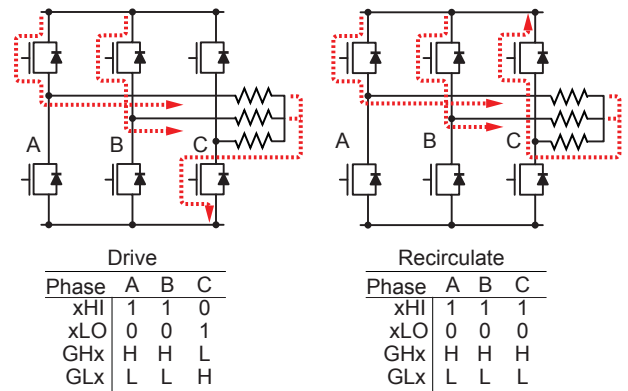 A B C
A B C
Drive
Phase A B C
xHI 1 1 0
xLO 0 0 1
GHx H H L
GLx L L H
Recirculate
Phase A B C
xHI 1 1 1
xLO 0 0 0
GHx H H H
GLx L L L